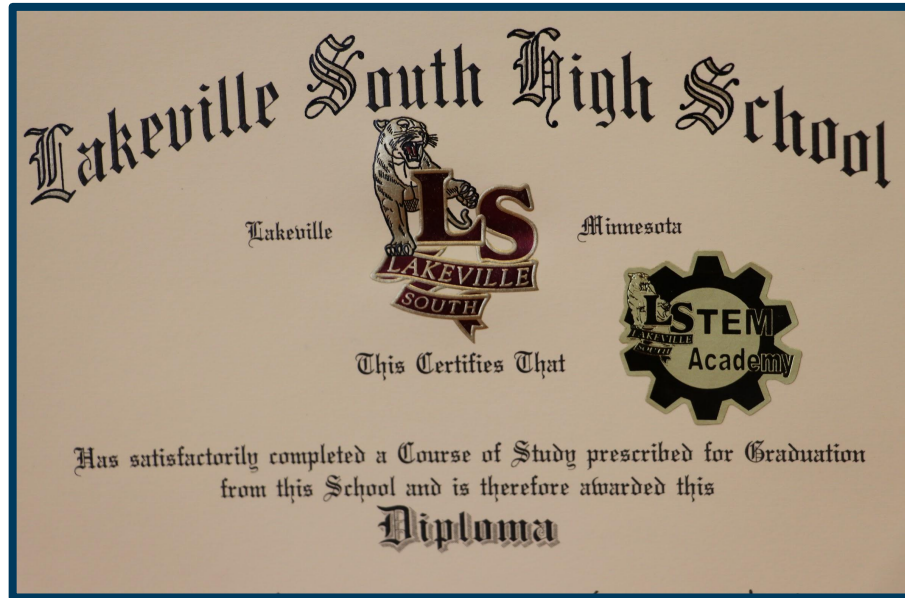 Lakeville South High School
Lakeville Minnesota
LS
LAKEVILLE
SOUTH
LSTEM
LAKEVILLE
SOUTH
Academy
This Certifies That
Has satisfactorily completed a Course of Study prescribed for Graduation
from this School and is therefore awarded this
Diploma